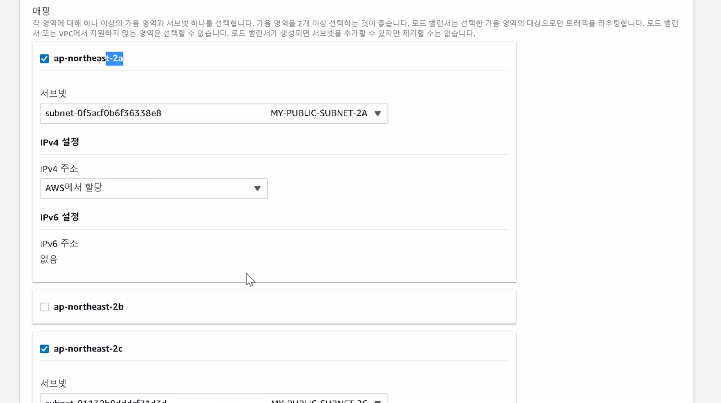 매핑
각 영역에 대해 하나 이상의 가용 영역과 서브넷 하나를 선택합니다. 가용 영역을 2개 이상 선택하는 것이 좋습니다. 로드 밸런서는 선택한 가용 영역의 대상으로만 트래픽을 라우팅합니다. 로드 밸런
서 또는 VPC에서 지원하지 않는 영역은 선택할 수 없습니다. 로드 밸런서가 생성되면 서브넷을 추가할 수 있지만 제거할 수는 없습니다.
ap-northeast-2a
서브넷
subnet-0f5acf0b6f36338e8 MY-PUBLIC-SUBNET-2A
IPv4 설정
IPv4 주소
AWS에서 할당
IPv6 설정
IPv6 주소
없음
ap-northeast-2b
ap-northeast-2c
서브넷
MY-PUBLIC-SUBNET-2C